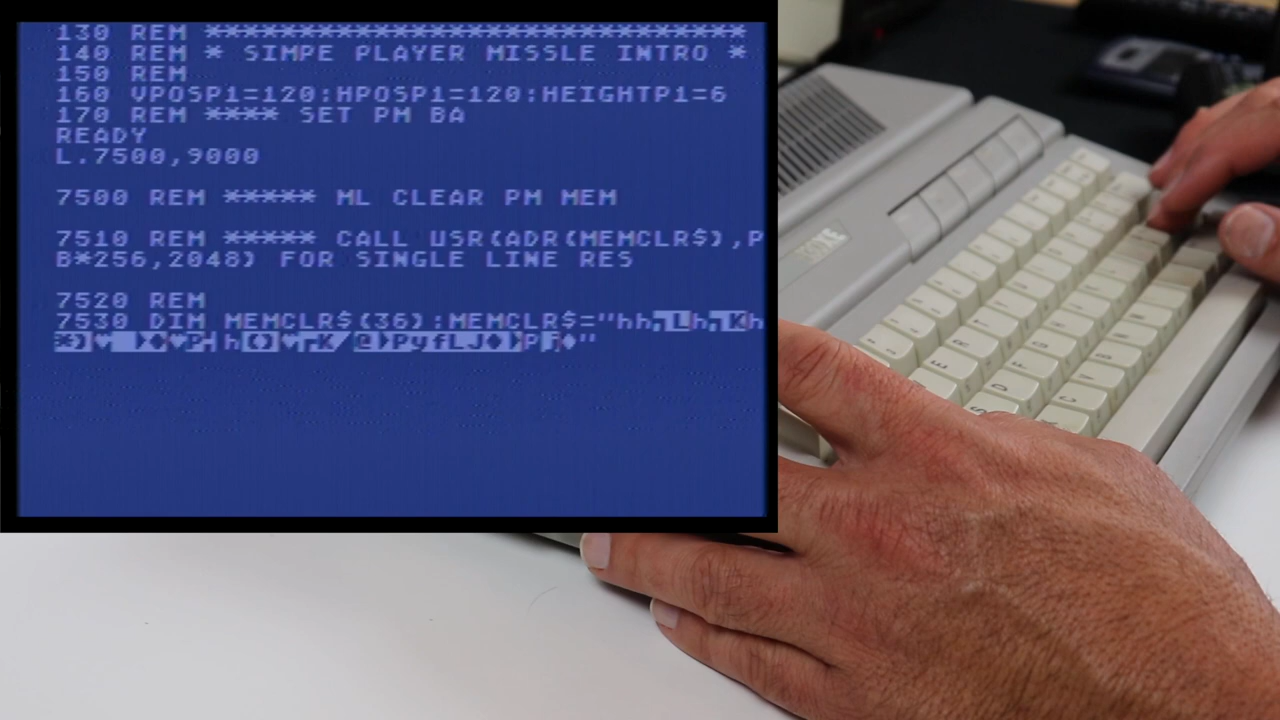 130 REM *****************************
140 REM * SIMPE PLAYER MISSLE INTRO *
150 REM
160 VPOSP1=120:HPOSP1=120:HEIGHTP1=6
170 REM **** SET PM BA
READY
L.7500,9000
7500 REM ***** ML CLEAR PM MEM
7510 REM ***** CALL USR(ADR(MEMCLR$),P
B*256,2048) FOR SINGLE LINE RES
7520 REM
7530 DIM MEMCLR$(36):MEMCLR$="hh